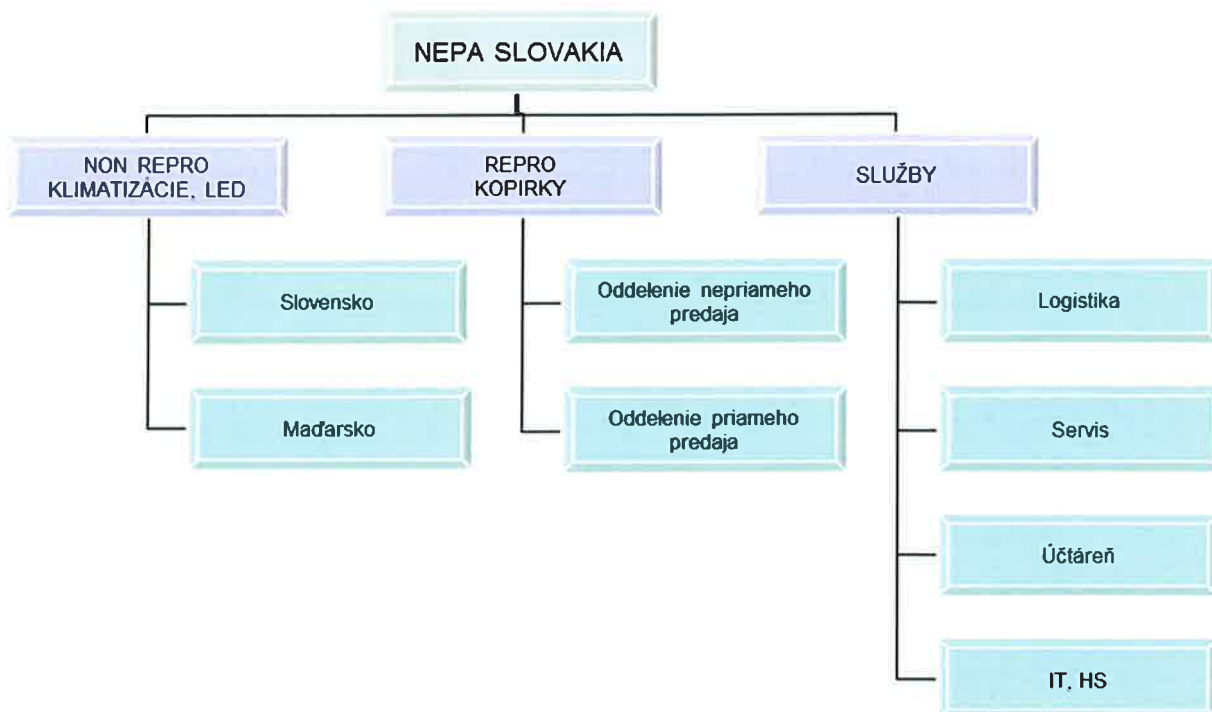 NEPA SLOVAKIA
NON REPRO
KLIMATIZÁCIE, LED
REPRO
KOPIRKY
SLUŽBY
Slovensko
Maďarsko
Oddelenie nepriameho
predaja
Oddelenie priameho
predaja
Logistika
Servis
Účtáreň
IT, HS